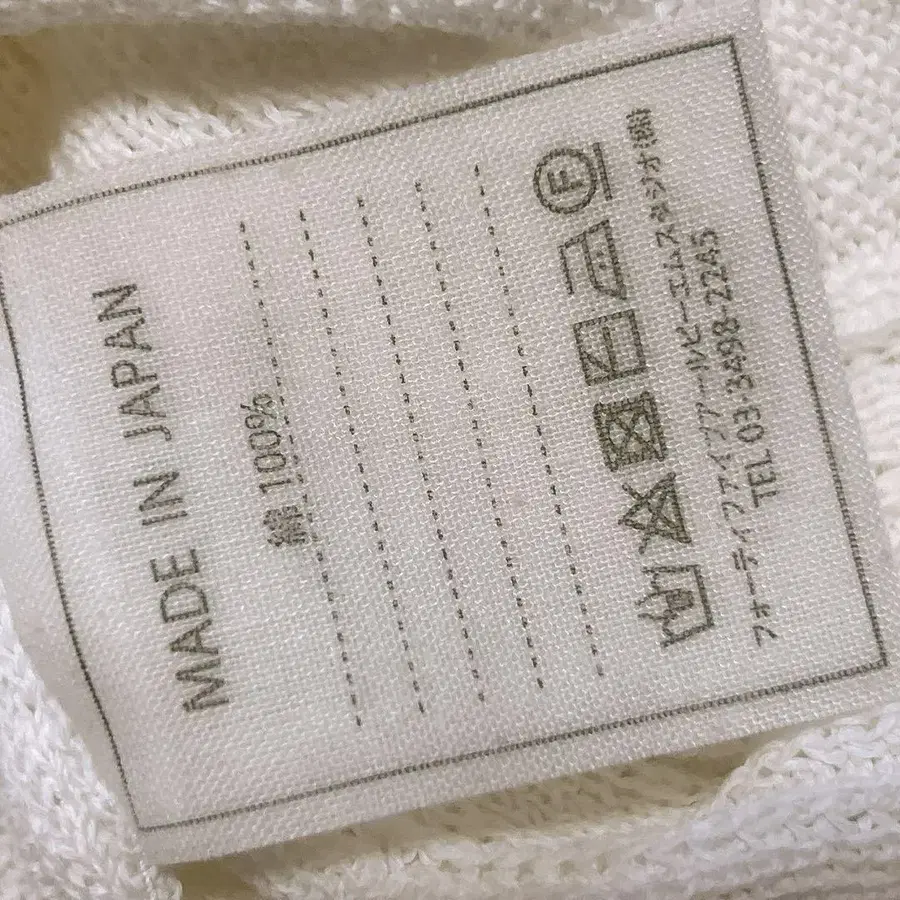 MADE IN JAPAN
綿 100%
F
フォーティファイブアールピーエムスタジオ㈱
TEL 03-3498-2245